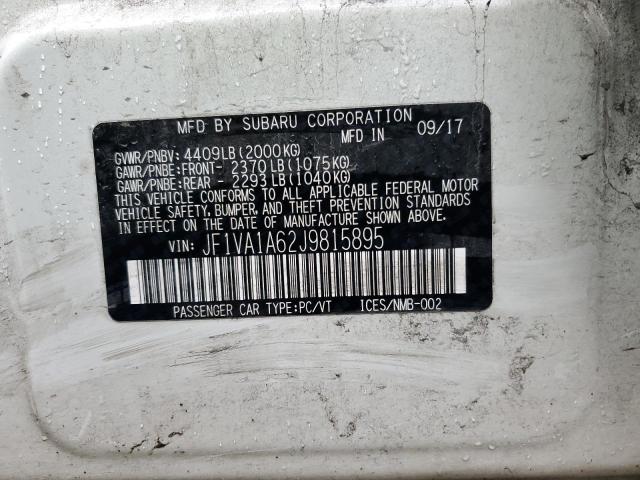 MFD BY SUBARU CORPORATION
MFD IN 09/17
GVWR/PNBV: 4409LB(2000KG)
GAWR/PNBE:FRONT- 2370LB(1075KG)
GAWR/PNBE:REAR - 2293LB(1040KG)
THIS VEHICLE CONFORMS TO ALL APPLICABLE FEDERAL MOTOR
VEHICLE SAFETY, BUMPER, AND THEFT PREVENTION STANDARDS
IN EFFECT ON THE DATE OF MANUFACTURE SHOWN ABOVE.
VIN: JF1VA1A62J9815895
PASSENGER CAR TYPE:PC/VT ICES/NMB-002